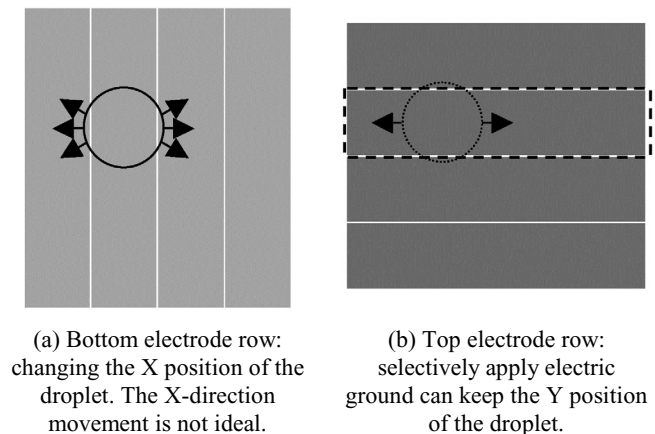 (a) Bottom electrode row:
changing the X position of the
droplet. The X-direction
movement is not ideal.
(b) Top electrode row:
selectively apply electric
ground can keep the Y position
of the droplet.